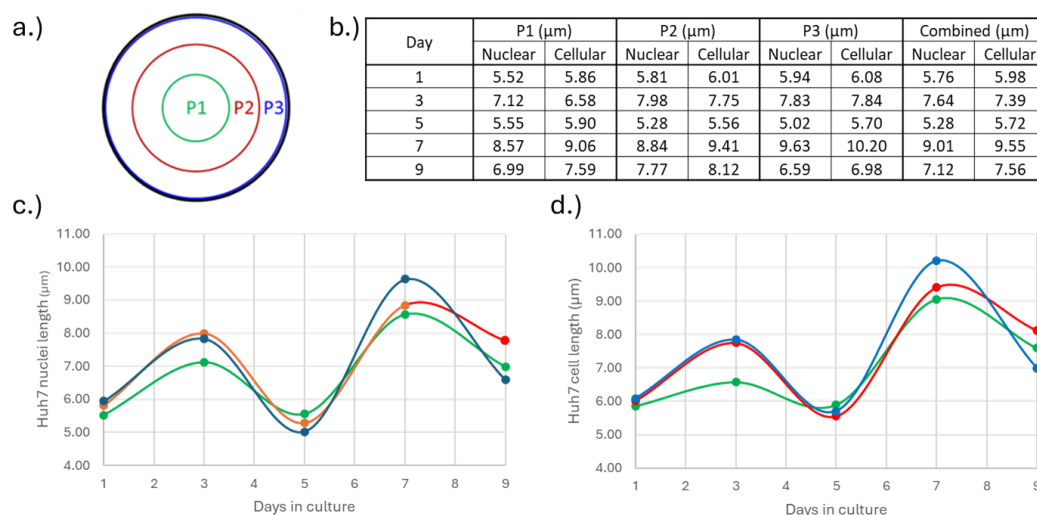 a.)
P1 P2 P3
b.)
Day P1 (µm) P2 (µm) P3 (µm) Combined (µm)
Nuclear Cellular Nuclear Cellular Nuclear Cellular Nuclear Cellular
1 5.52 5.86 5.81 6.01 5.94 6.08 5.76 5.98
3 7.12 6.58 7.98 7.75 7.83 7.84 7.64 7.39
5 5.55 5.90 5.28 5.56 5.02 5.70 5.28 5.72
7 8.57 9.06 8.84 9.41 9.63 10.20 9.01 9.55
9 6.99 7.59 7.77 8.12 6.59 6.98 7.12 7.56
c.)
Huh7 nuclei length (µm)
11.00
10.00
9.00
8.00
7.00
6.00
5.00
4.00
1 2 3 4 5 6 7 8 9
Days in culture
d.)
Huh7 cell length (µm)
11.00
10.00
9.00
8.00
7.00
6.00
5.00
4.00
1 2 3 4 5 6 7 8 9
Days in culture